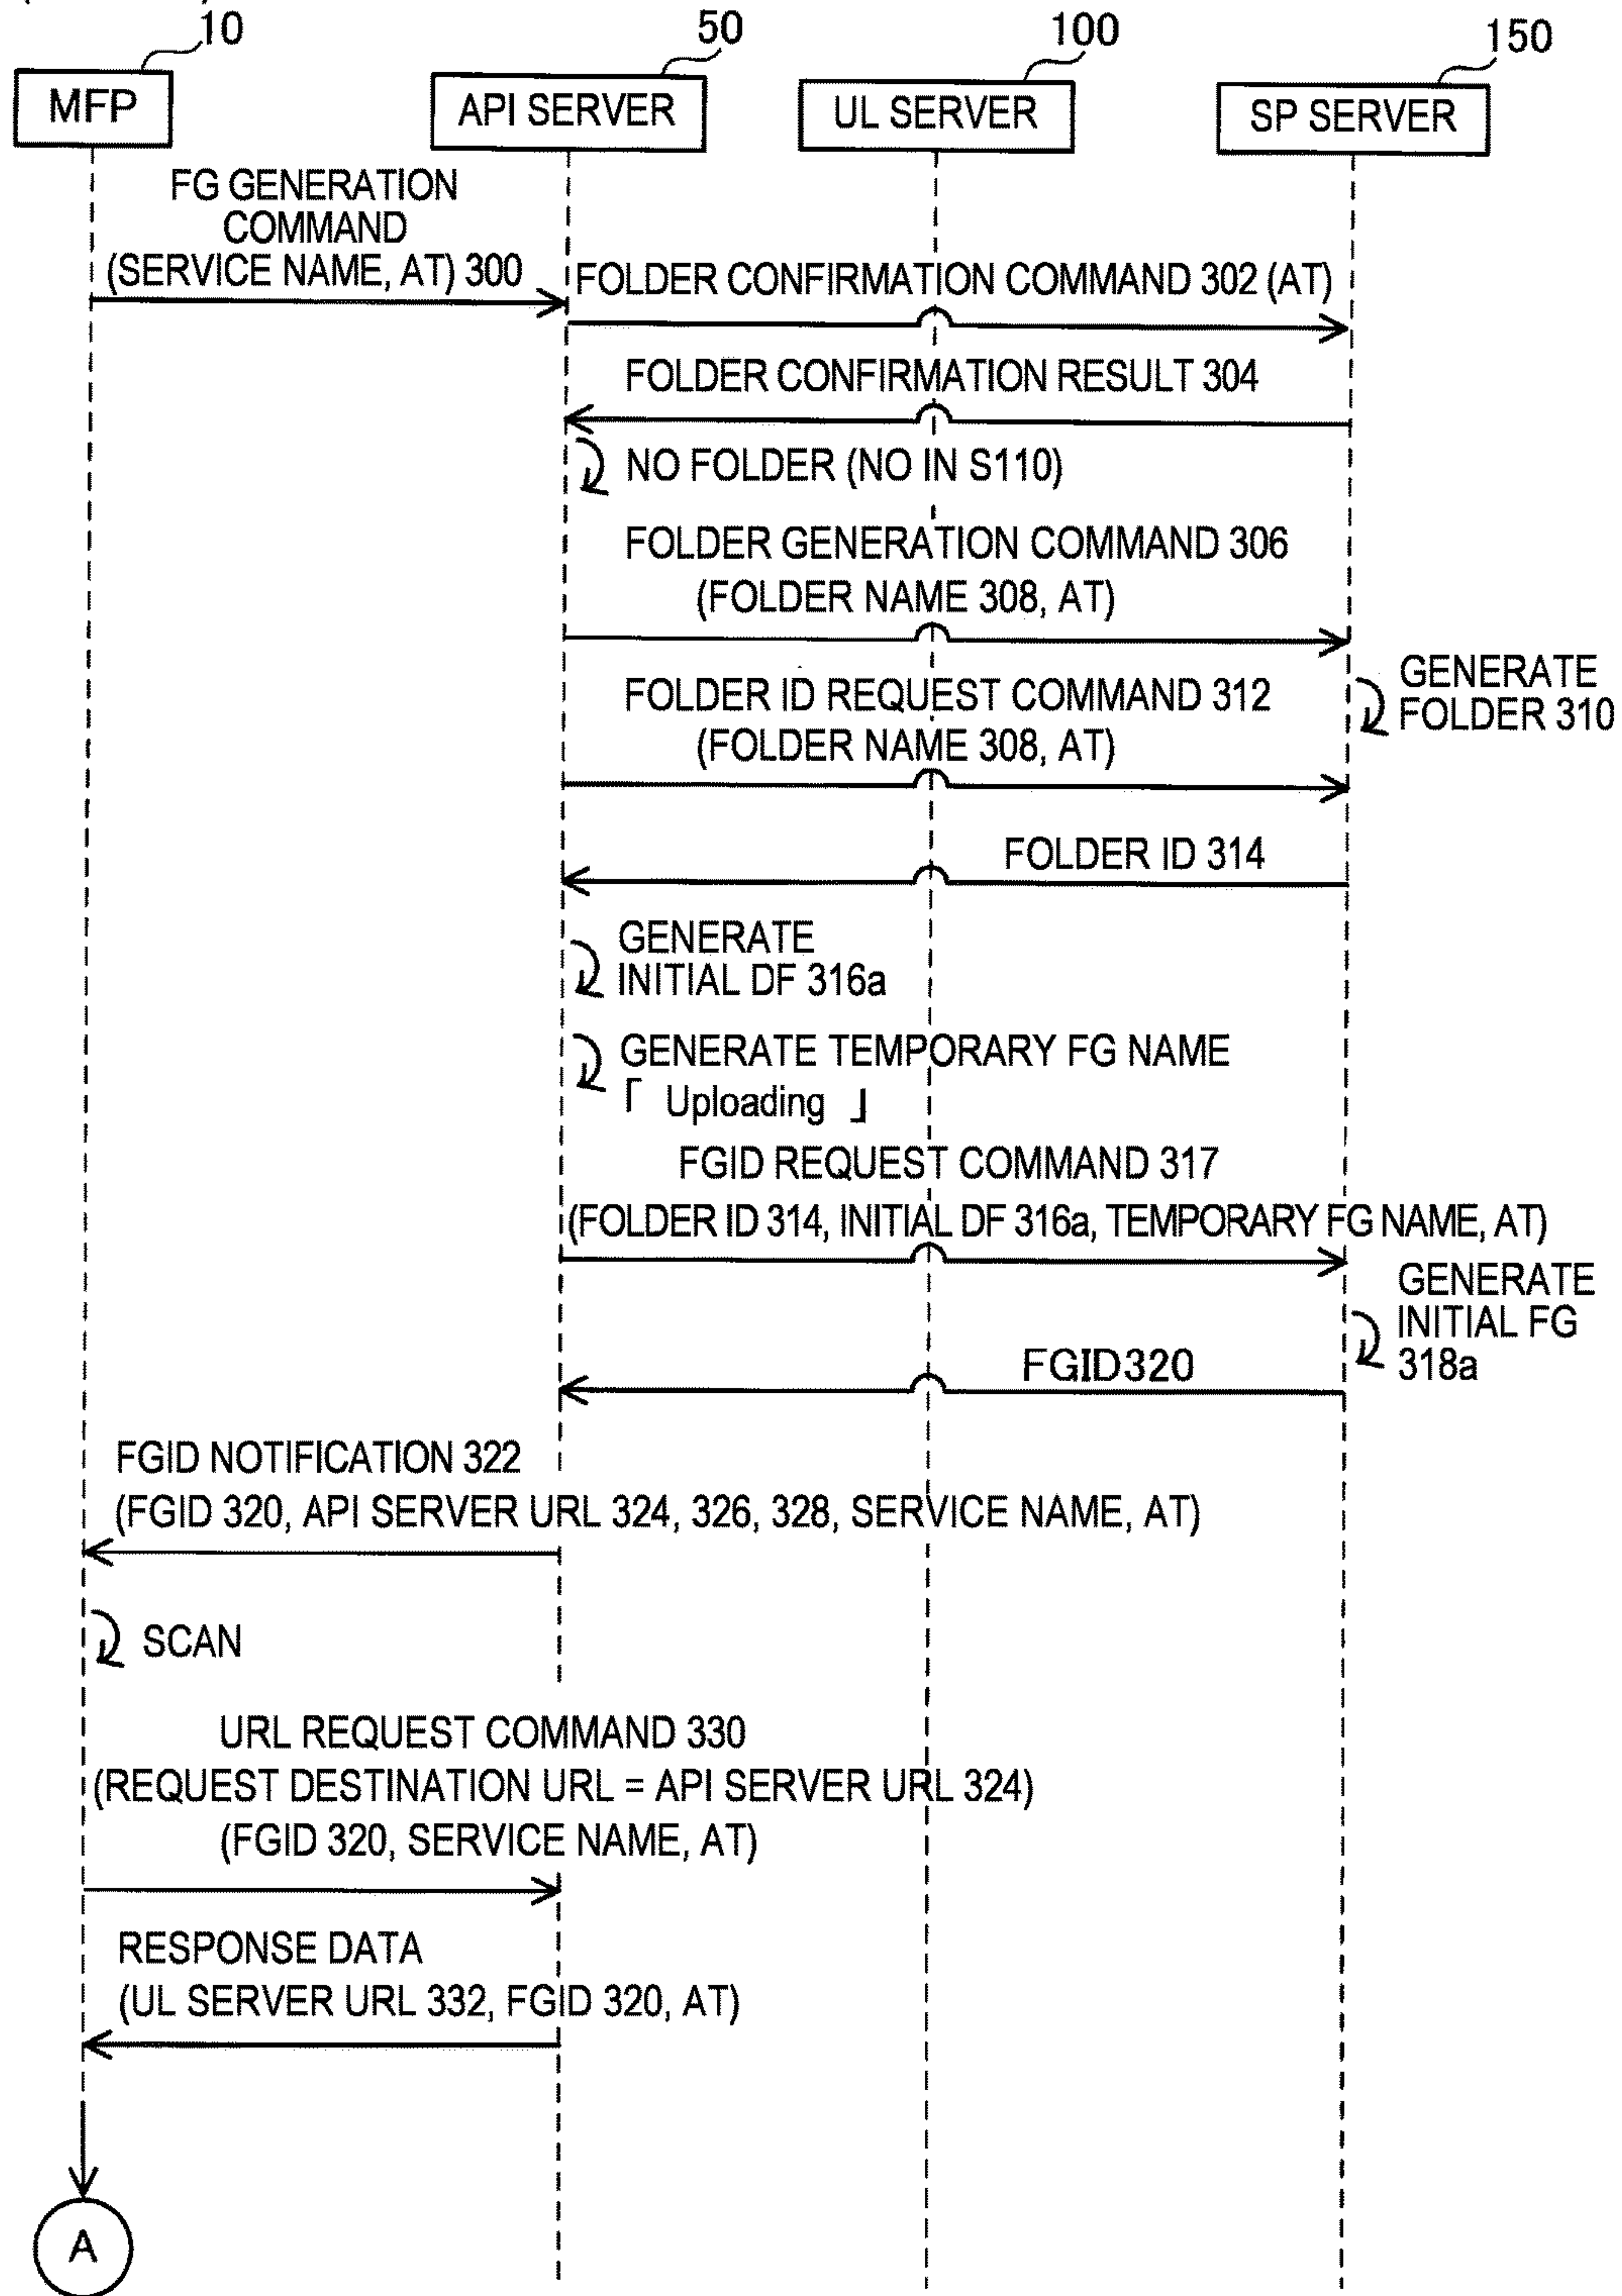 10
50
100
150
MFP
API SERVER
UL SERVER
SP SERVER
FG GENERATION
COMMAND
(SERVICE NAME, AT) 300
FOLDER CONFIRMATION COMMAND 302 (AT)
FOLDER CONFIRMATION RESULT 304
NO FOLDER (NO IN S110)
FOLDER GENERATION COMMAND 306
(FOLDER NAME 308, AT)
GENERATE
FOLDER 310
FOLDER ID REQUEST COMMAND 312
(FOLDER NAME 308, AT)
FOLDER ID 314
GENERATE
INITIAL DF 316a
GENERATE TEMPORARY FG NAME
「 Uploading 」
FGID REQUEST COMMAND 317
(FOLDER ID 314, INITIAL DF 316a, TEMPORARY FG NAME, AT)
GENERATE
INITIAL FG
318a
FGID320
FGID NOTIFICATION 322
(FGID 320, API SERVER URL 324, 326, 328, SERVICE NAME, AT)
SCAN
URL REQUEST COMMAND 330
(REQUEST DESTINATION URL = API SERVER URL 324)
(FGID 320, SERVICE NAME, AT)
RESPONSE DATA
(UL SERVER URL 332, FGID 320, AT)
A